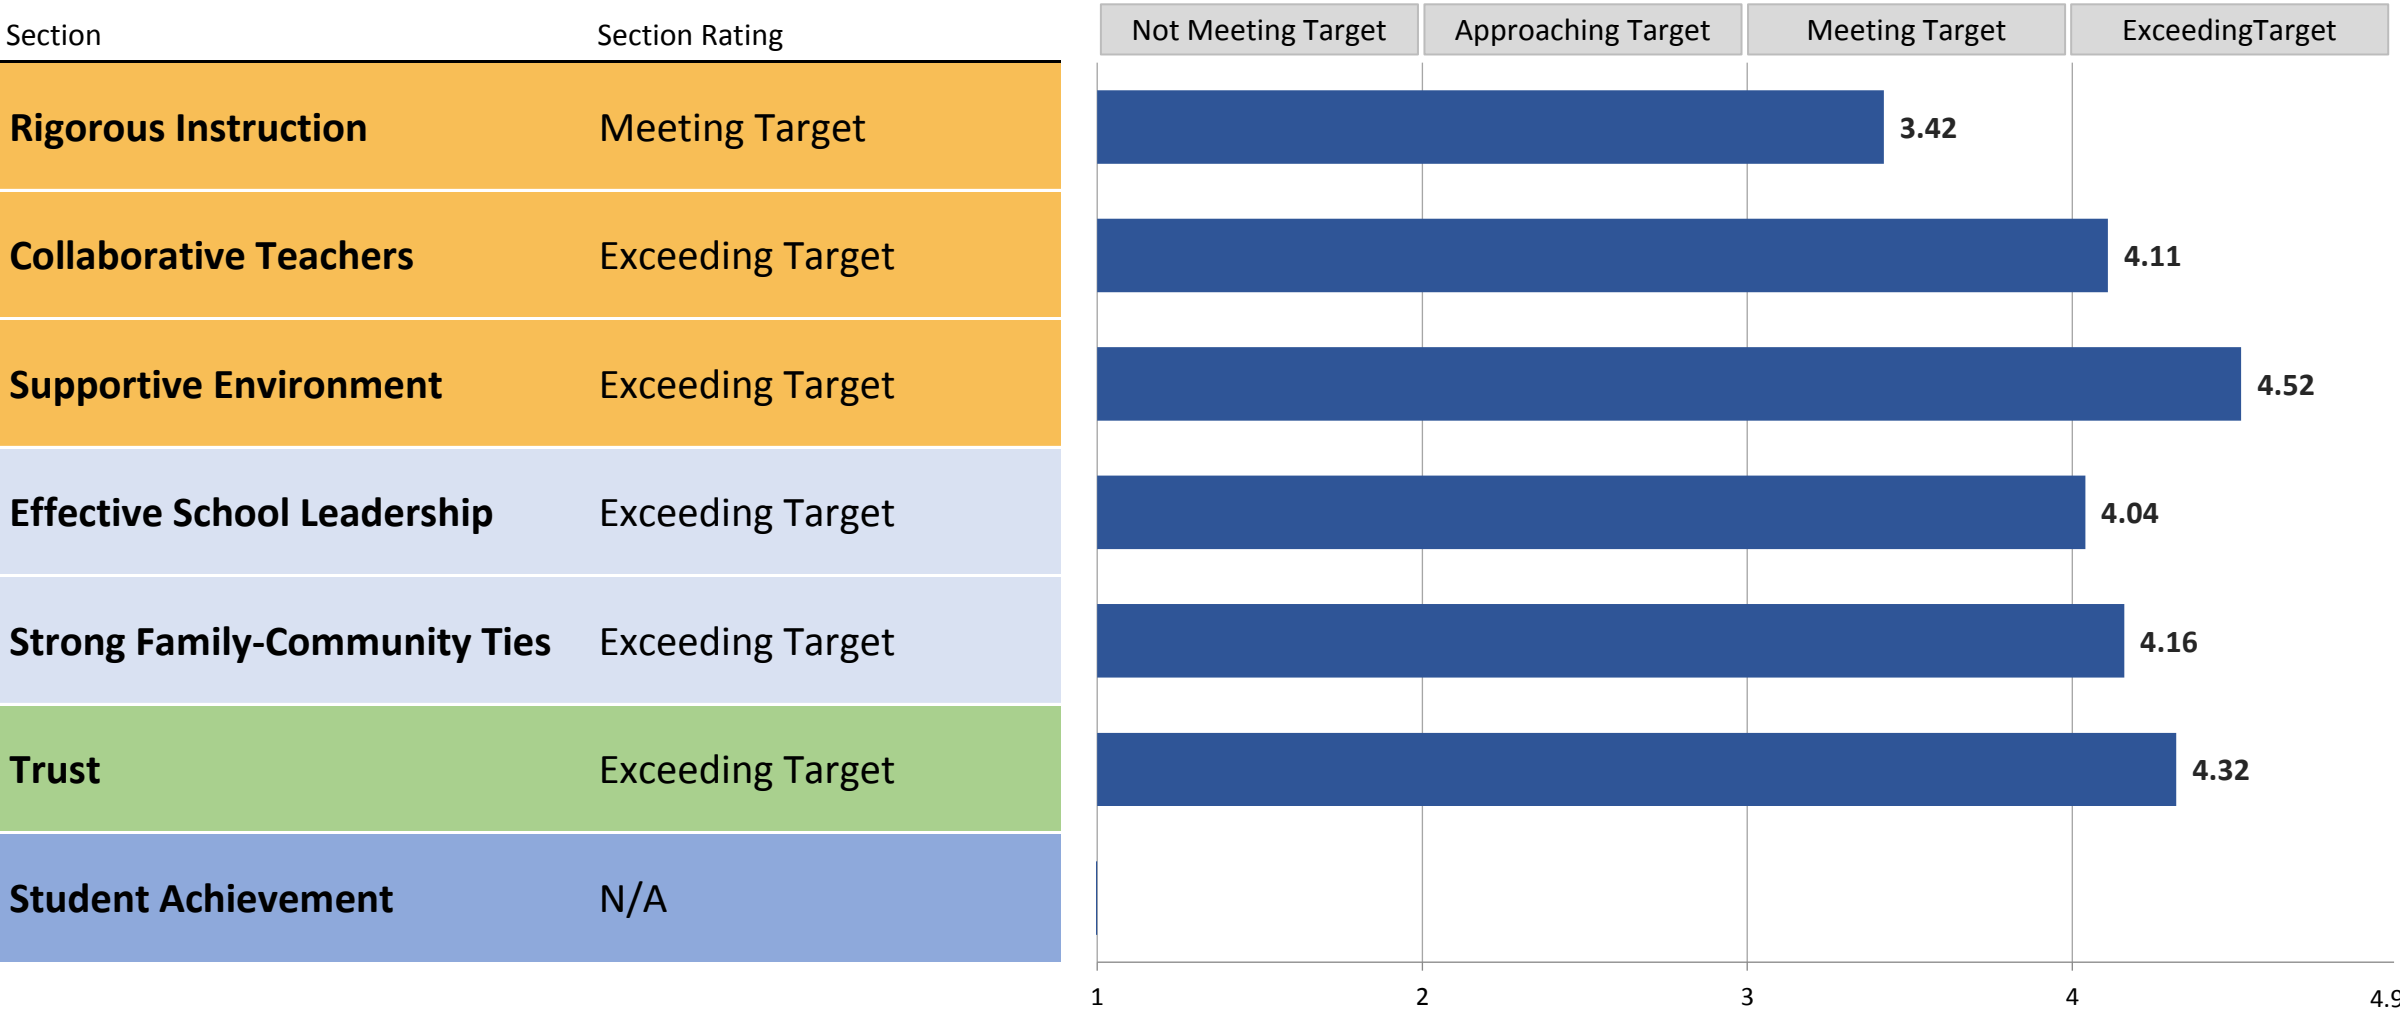 Section Section Rating Not Meeting Target Approaching Target Meeting Target ExceedingTarget
Rigorous Instruction Meeting Target 3.42
Collaborative Teachers Exceeding Target 4.11
Supportive Environment Exceeding Target 4.52
Effective School Leadership Exceeding Target 4.04
Strong Family-Community Ties Exceeding Target 4.16
Trust Exceeding Target 4.32
Student Achievement N/A
1 2 3 4 4.9